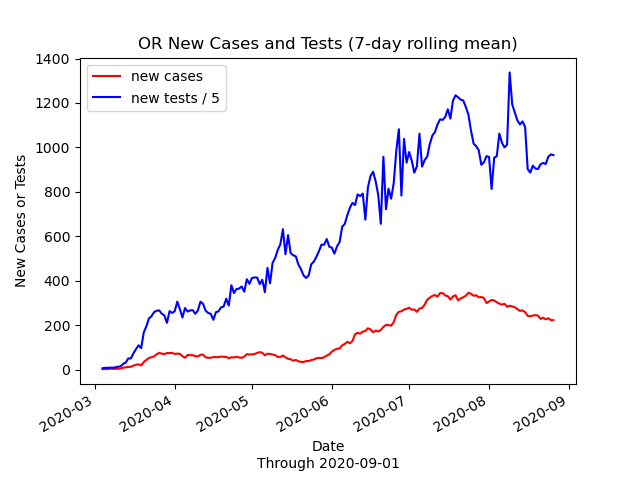 OR New Cases and Tests (7-day rolling mean)
new cases
new tests / 5
New Cases or Tests
1400
1200
1000
800
600
400
200
0
2020-03
2020-04
2020-05
2020-06
2020-07
2020-08
2020-09
Date
Through 2020-09-01